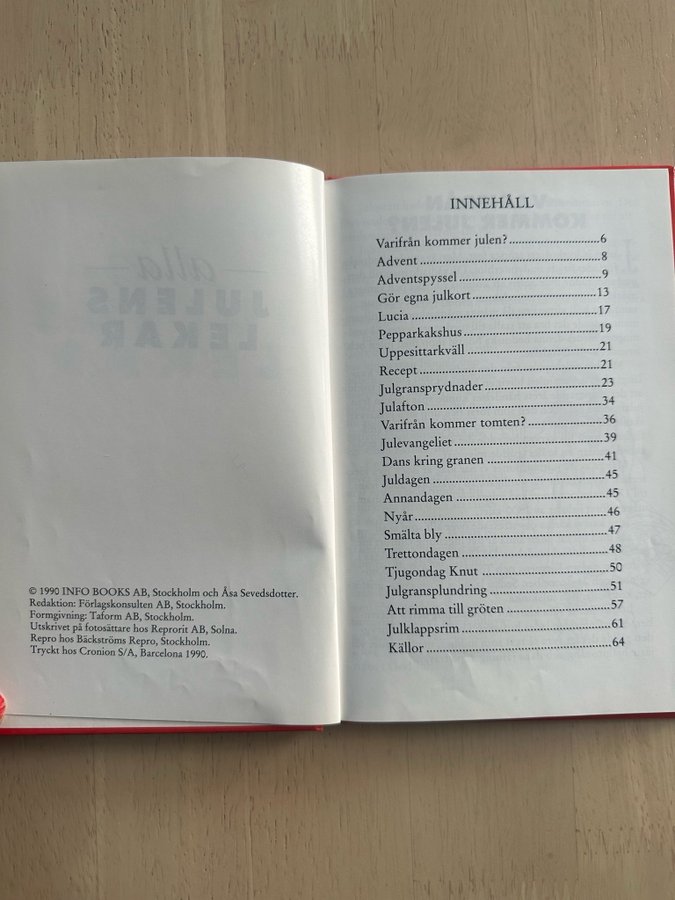 alla
JULENS
LEKAR
© 1990 INFO BOOKS AB, Stockholm och Åsa Sevedsdotter.
Redaktion: Förlagskonsulten AB, Stockholm.
Formgivning: Taform AB, Stockholm.
Utskrivet på fotosättare hos Reprorit AB, Solna.
Repro hos Bäckströms Repro, Stockholm.
Tryckt hos Cronion S/A, Barcelona 1990.
INNEHÅLL
Varifrån kommer julen?........................6
Advent........................8
Adventspyssel........................9
Gör egna julkort........................13
Lucia........................17
Pepparkakshus........................19
Uppesittarkväll........................21
Recept........................21
Julgransprydnader........................23
Julafton........................34
Varifrån kommer tomten?........................36
Julevangeliet........................39
Dans kring granen........................41
Juldagen........................45
Annandagen........................45
Nyår........................46
Smälta bly........................47
Trettondagen........................48
Tjugondag Knut........................50
Julgransplundring........................51
Att rimma till gröten........................57
Julklappsrim........................61
Källor........................64